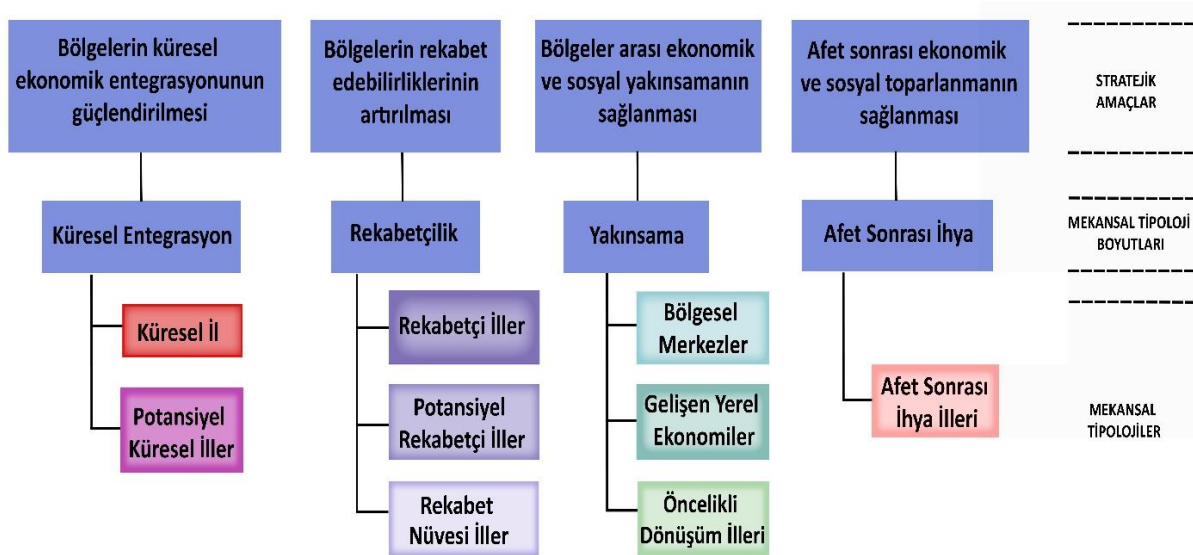 Bölgelerin küresel
ekonomik entegrasyonunun
güçlendirilmesi
Bölgelerin rekabet
edebilirliklerinin
artırılması
Bölgeler arası ekonomik
ve sosyal yakınsamanın
sağlanması
Afet sonrası ekonomik
ve sosyal toparlanmanın
sağlanması
STRATEJİK
AMAÇLAR
Küresel Entegrasyon
Rekabetçilik
Yakınsama
Afet Sonrası İhya
MEKANSAL TİPOLOJİ
BOYUTLARI
Küresel İl
Potansiyel
Küresel İller
Rekabetçi İller
Potansiyel
Rekabetçi İller
Rekabet
Nüvesi İller
Bölgesel
Merkezler
Gelişen Yerel
Ekonomiler
Öncelikli
Dönüşüm İlleri
Afet Sonrası
İhya İlleri
MEKANSAL
TİPOLOJİLER